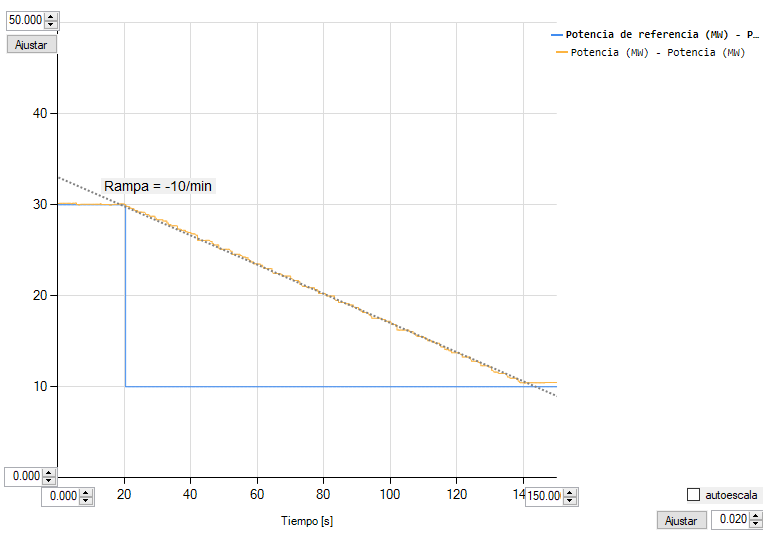 50.000
Ajustar
Potencia de referencia (MW) - P…
Potencia (MW) - Potencia (MW)
40
Rampa = -10/min
30
20
10
0.000
0.000
20
40
60
80
100
120
14
150.00
Tiempo [s]
autoescala
Ajustar
0.020